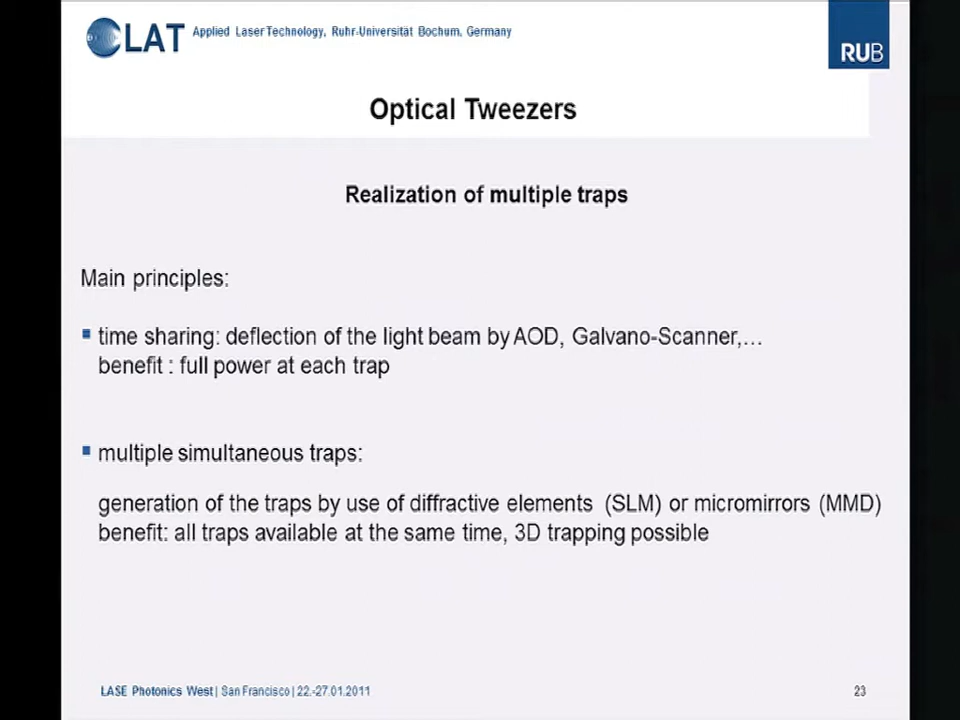 LAT Applied Laser Technology, Ruhr-Universität Bochum, Germany
RUB
Optical Tweezers
Realization of multiple traps
Main principles:
▪ time sharing: deflection of the light beam by AOD, Galvano-Scanner,…
benefit : full power at each trap
▪ multiple simultaneous traps:
generation of the traps by use of diffractive elements (SLM) or micromirrors (MMD)
benefit: all traps available at the same time, 3D trapping possible
LASE Photonics West | San Francisco | 22.-27.01.2011
23